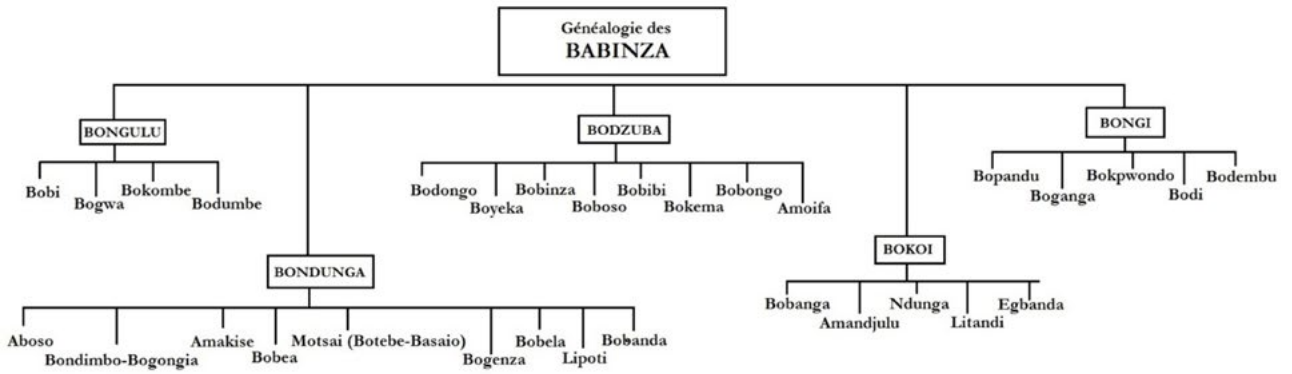 Généalogie des
BABINZA
BONGULU
Bobi
Bogwa
Bokombe
Bodumbe
BONDUNGA
Aboso
Bondimbo-Bogongia
Amakise
Bobea
Motsai (Botebe-Basaio)
Bogenza
Bobela
Lipoti
Bobanda
BODZUBA
Bodongo
Boyeka
Bobinza
Boboso
Bobibi
Bokema
Bobongo
Amoifa
BOKOI
Bobanga
Amandjulu
Ndunga
Litandi
Egbanda
BONGI
Bopandu
Boganga
Bokpwondo
Bodi
Bodembu